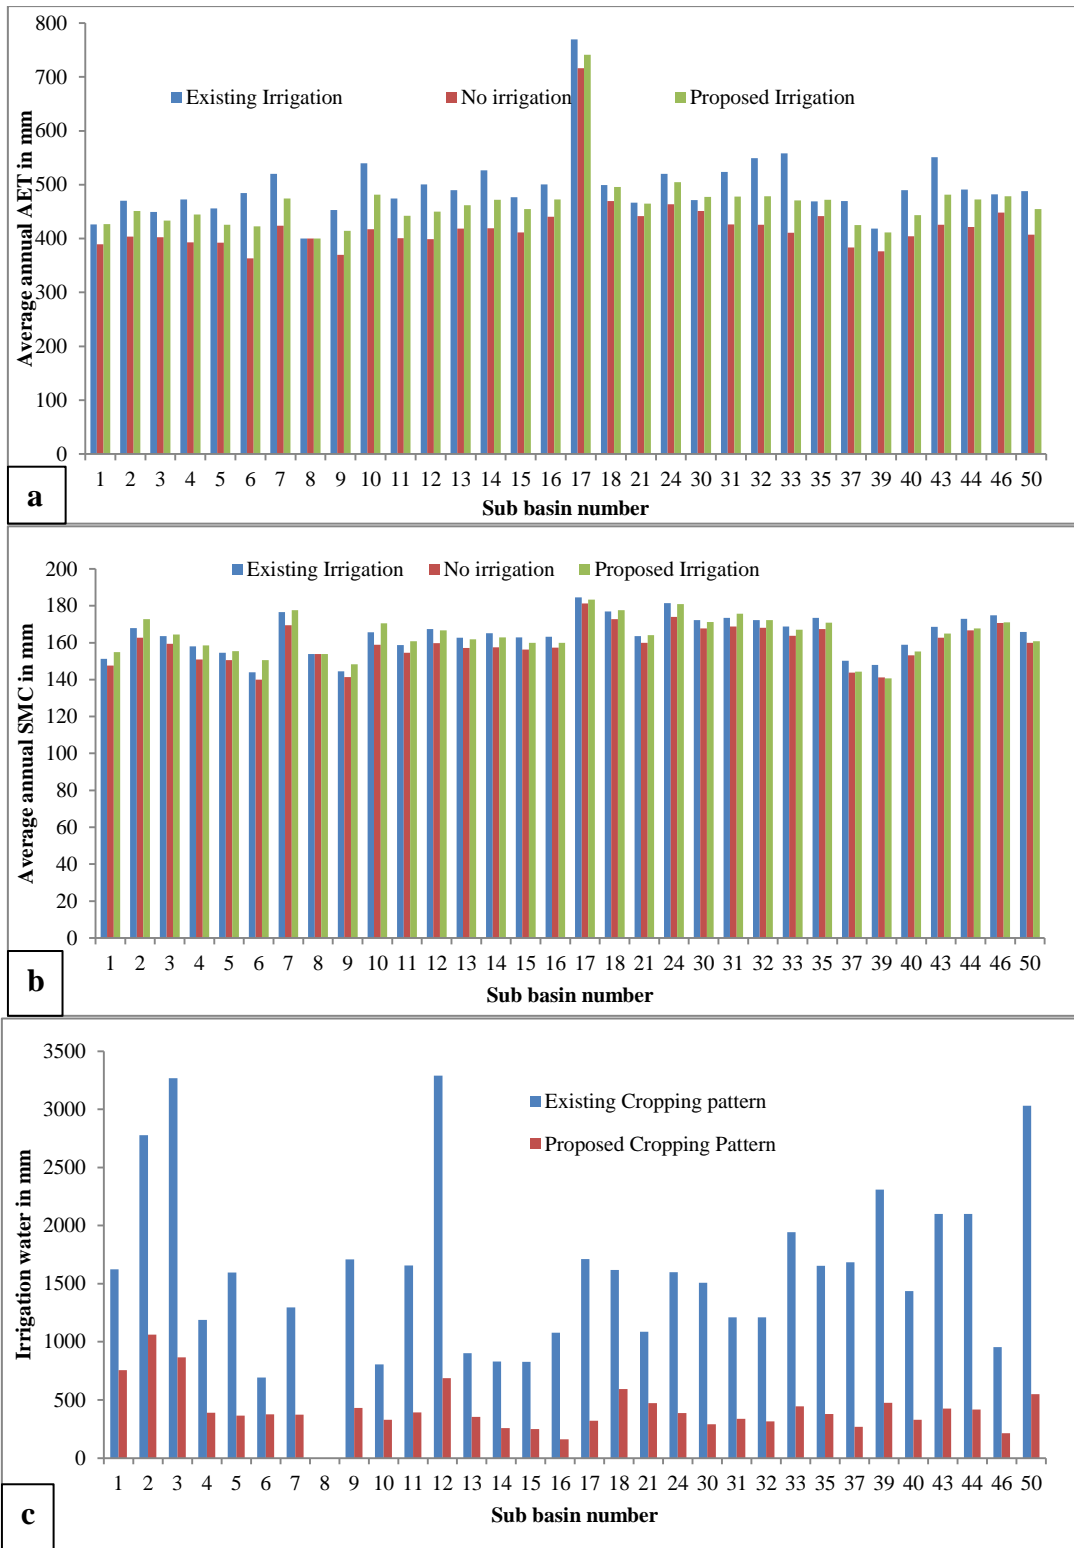 800
700
600
500
400
300
200
100
0
Average annual AET in mm
Existing Irrigation No irrigation Proposed Irrigation
1 2 3 4 5 6 7 8 9 10 11 12 13 14 15 16 17 18 21 24 30 31 32 33 35 37 39 40 43 44 46 50
Sub basin number
a
200
180
160
140
120
100
80
60
40
20
0
Average annual SMC in mm
Existing Irrigation No irrigation Proposed Irrigation
1 2 3 4 5 6 7 8 9 10 11 12 13 14 15 16 17 18 21 24 30 31 32 33 35 37 39 40 43 44 46 50
Sub basin number
b
3500
3000
2500
2000
1500
1000
500
0
Irrigation water in mm
Existing Cropping pattern
Proposed Cropping Pattern
1 2 3 4 5 6 7 8 9 10 11 12 13 14 15 16 17 18 21 24 30 31 32 33 35 37 39 40 43 44 46 50
Sub basin number
c